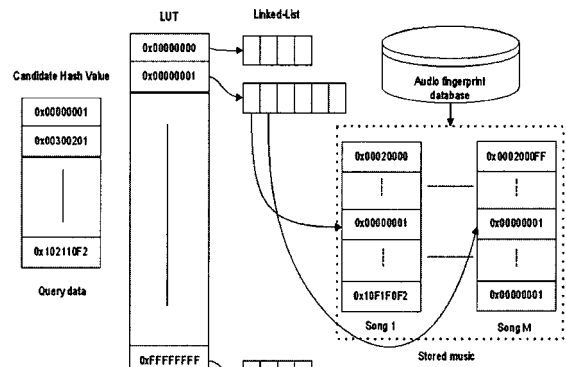 LUT
Linked-List
0x00000000
0x00000001
Candidate Hash Value
0x00000001
0x00300201
0x102110F2
Query data
0xFFFFFFFF
Audio fingerprint
database
0x00020000
0x00000001
0x10F1F0F2
Song 1
0x0002000FF
0x00000001
0x00000001
Song M
Stored music